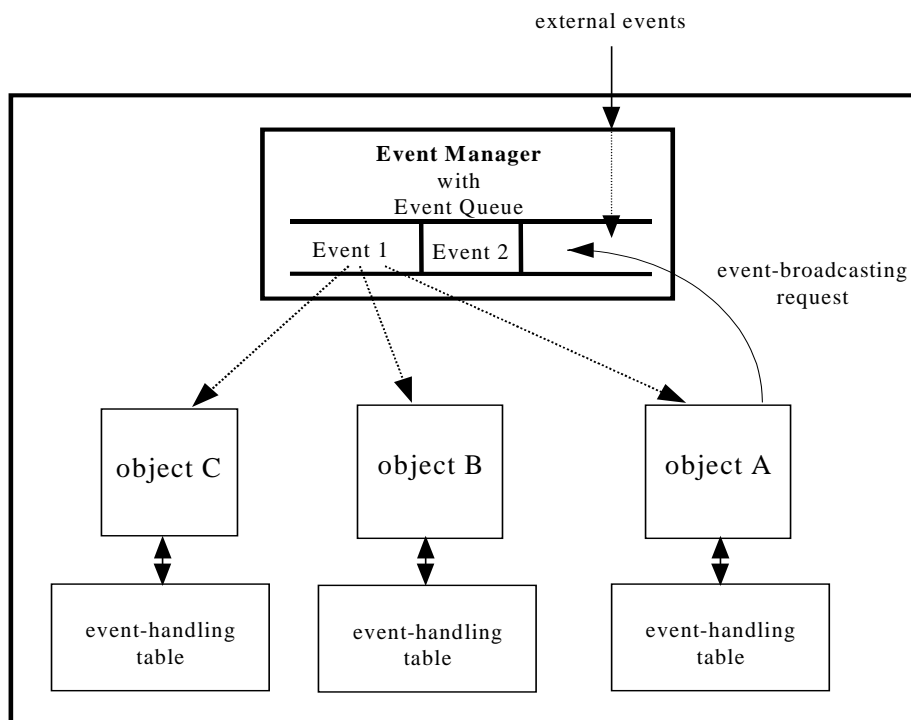 external events
Event Manager
with
Event Queue
Event 1
Event 2
event-broadcasting
request
object C
object B
object A
event-handling
table
event-handling
table
event-handling
table